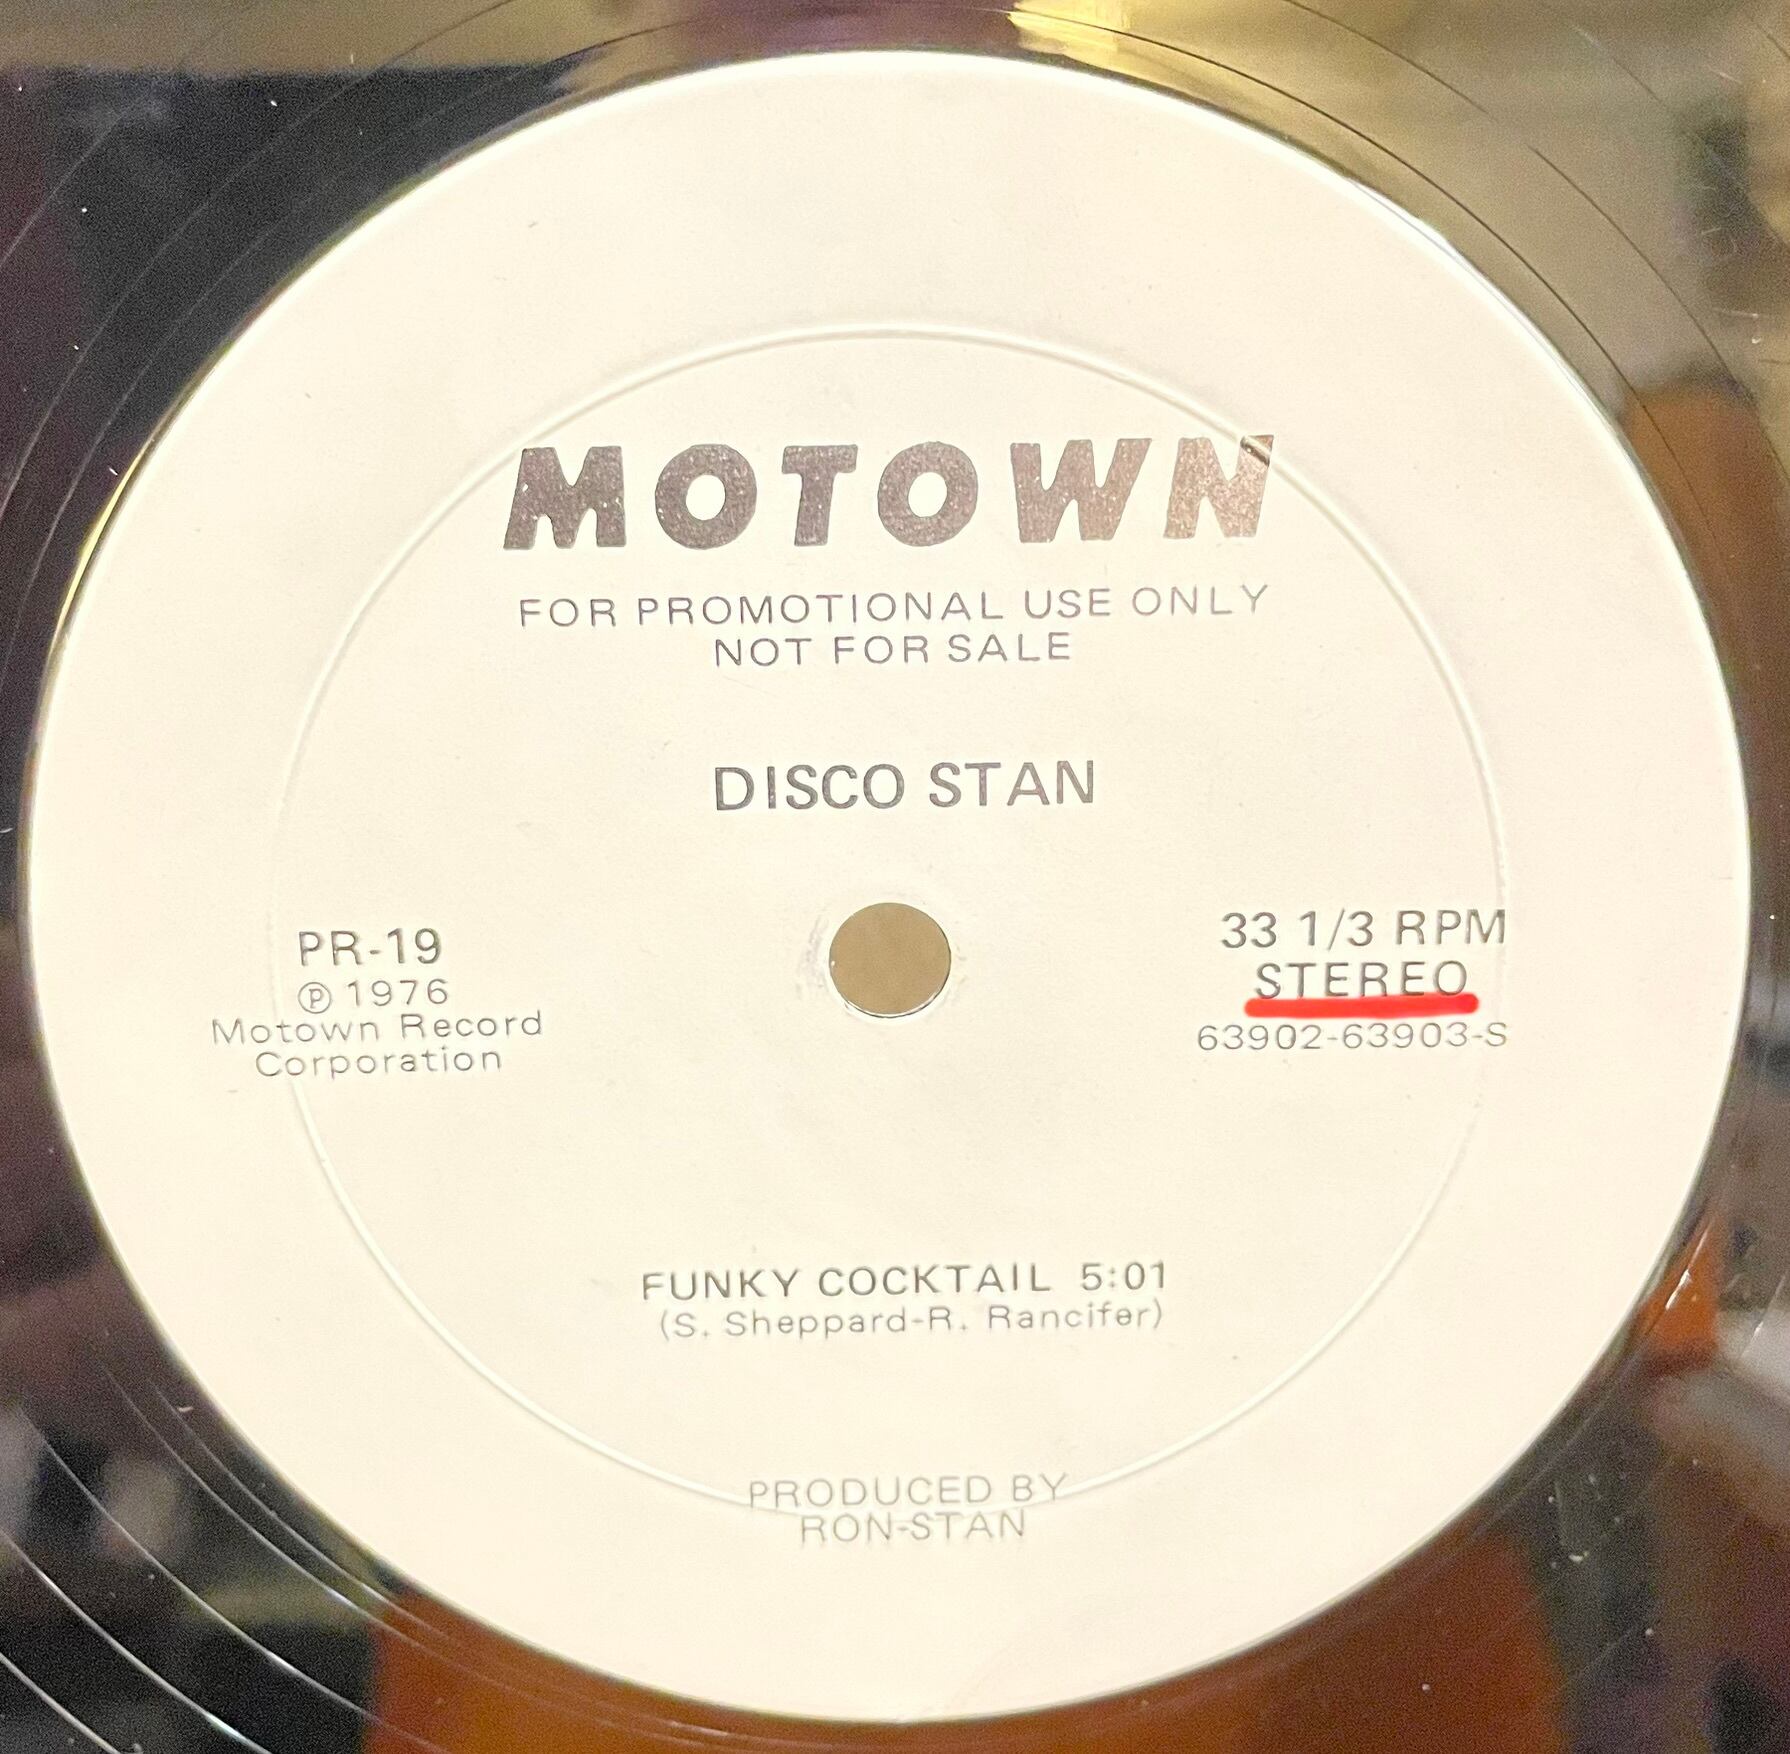 MOTOWN
FOR PROMOTIONAL USE ONLY
NOT FOR SALE
DISCO STAN
PR-19
℗ 1976
Motown Record
Corporation
33 1/3 RPM
STEREO
63902-63903-S
FUNKY COCKTAIL 5:01
(S. Sheppard-R. Rancifer)
PRODUCED BY
RON-STAN